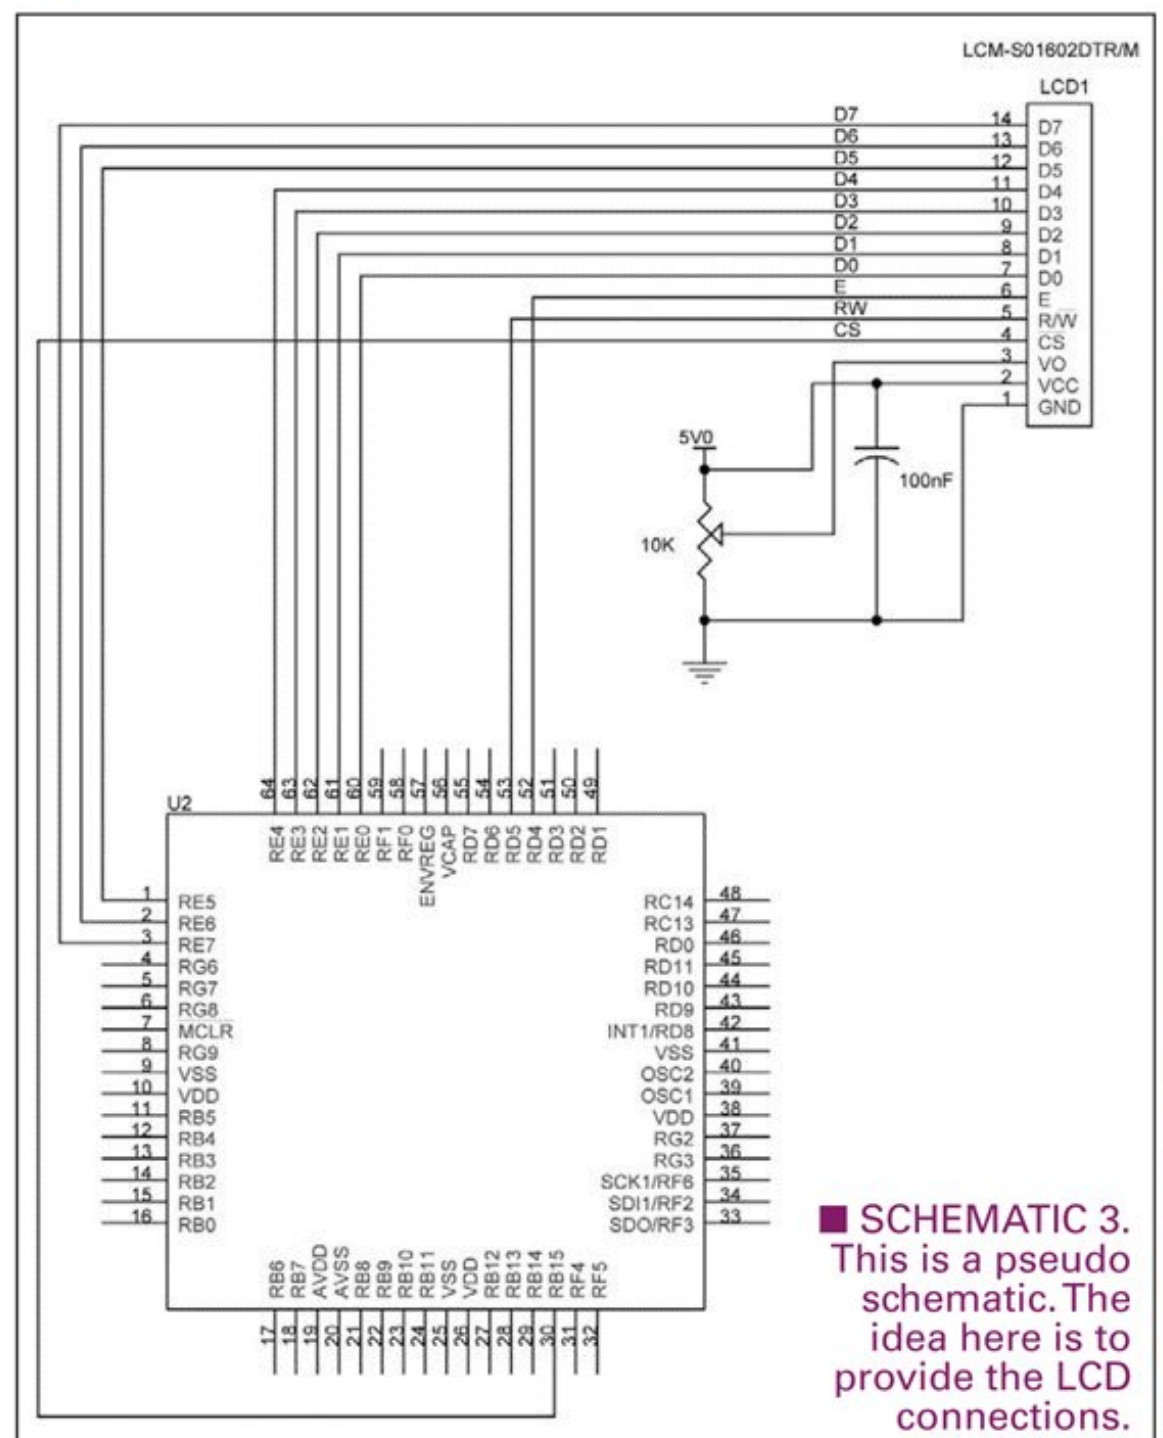 LCM-S01602DTR/M
LCD1
D7 14 D7
D6 13 D6
D5 12 D5
D4 11 D4
D3 10 D3
D2 9 D2
D1 8 D1
D0 7 D0
E 6 E
RW 5 R/W
CS 4 CS
3 VO
2 VCC
1 GND
5V0
100nF
10K
U2
64 63 62 61 60 59 58 57 56 55 54 53 52 51 50 49
RE4 RE3 RE2 RE1 RE0 RF1 RF0 ENVREG VCAP RD7 RD6 RD5 RD4 RD3 RD2 RD1
1 RE5 RC14 48
2 RE6 RC13 47
3 RE7 RD0 46
4 RG6 RD11 45
5 RG7 RD10 44
6 RG8 RD9 43
7 MCLR INT1/RD8 42
8 RG9 VSS 41
9 VSS OSC2 40
10 VDD OSC1 39
11 RB5 VDD 38
12 RB4 RG2 37
13 RB3 RG3 36
14 RB2 SCK1/RF6 35
15 RB1 SDI1/RF2 34
16 RB0 SDO/RF3 33
RB6 RB7 AVDD AVSS RB8 RB9 RB10 RB11 VSS VDD RB12 RB13 RB14 RB15 RF4 RF5
17 18 19 20 21 22 23 24 25 26 27 28 29 30 31 32
■ SCHEMATIC 3.
This is a pseudo
schematic. The
idea here is to
provide the LCD
connections.